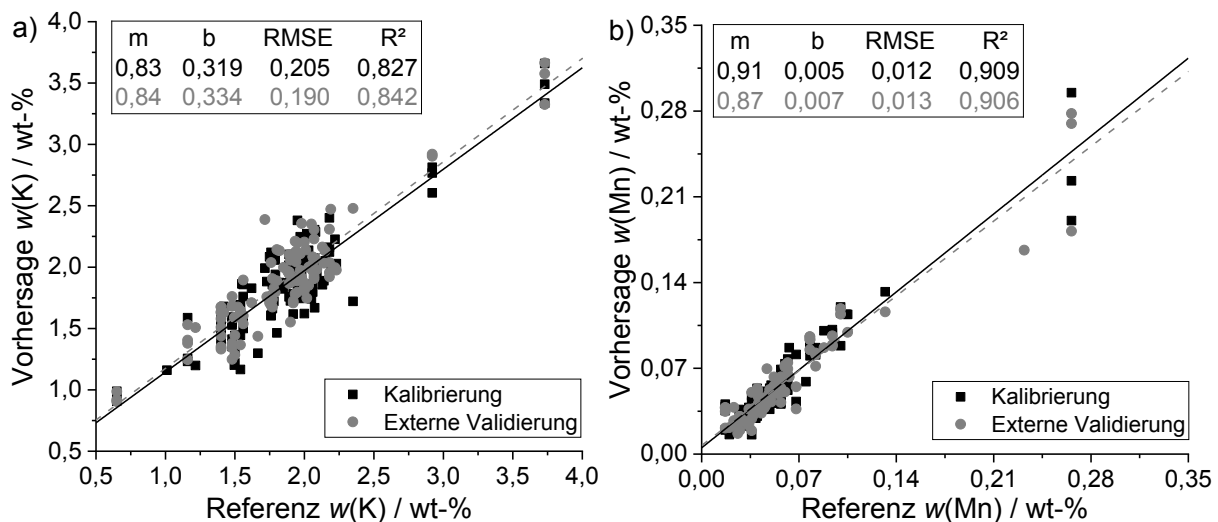 a)
m b RMSE R²
0,83 0,319 0,205 0,827
0,84 0,334 0,190 0,842
4,0
3,5
3,0
2,5
2,0
1,5
1,0
0,5
Vorhersage w(K) / wt-%
Kalibrierung
Externe Validierung
0,5 1,0 1,5 2,0 2,5 3,0 3,5 4,0
Referenz w(K) / wt-%
b)
m b RMSE R²
0,91 0,005 0,012 0,909
0,87 0,007 0,013 0,906
0,35
0,28
0,21
0,14
0,07
0,00
Vorhersage w(Mn) / wt-%
Kalibrierung
Externe Validierung
0,00 0,07 0,14 0,21 0,28 0,35
Referenz w(Mn) / wt-%